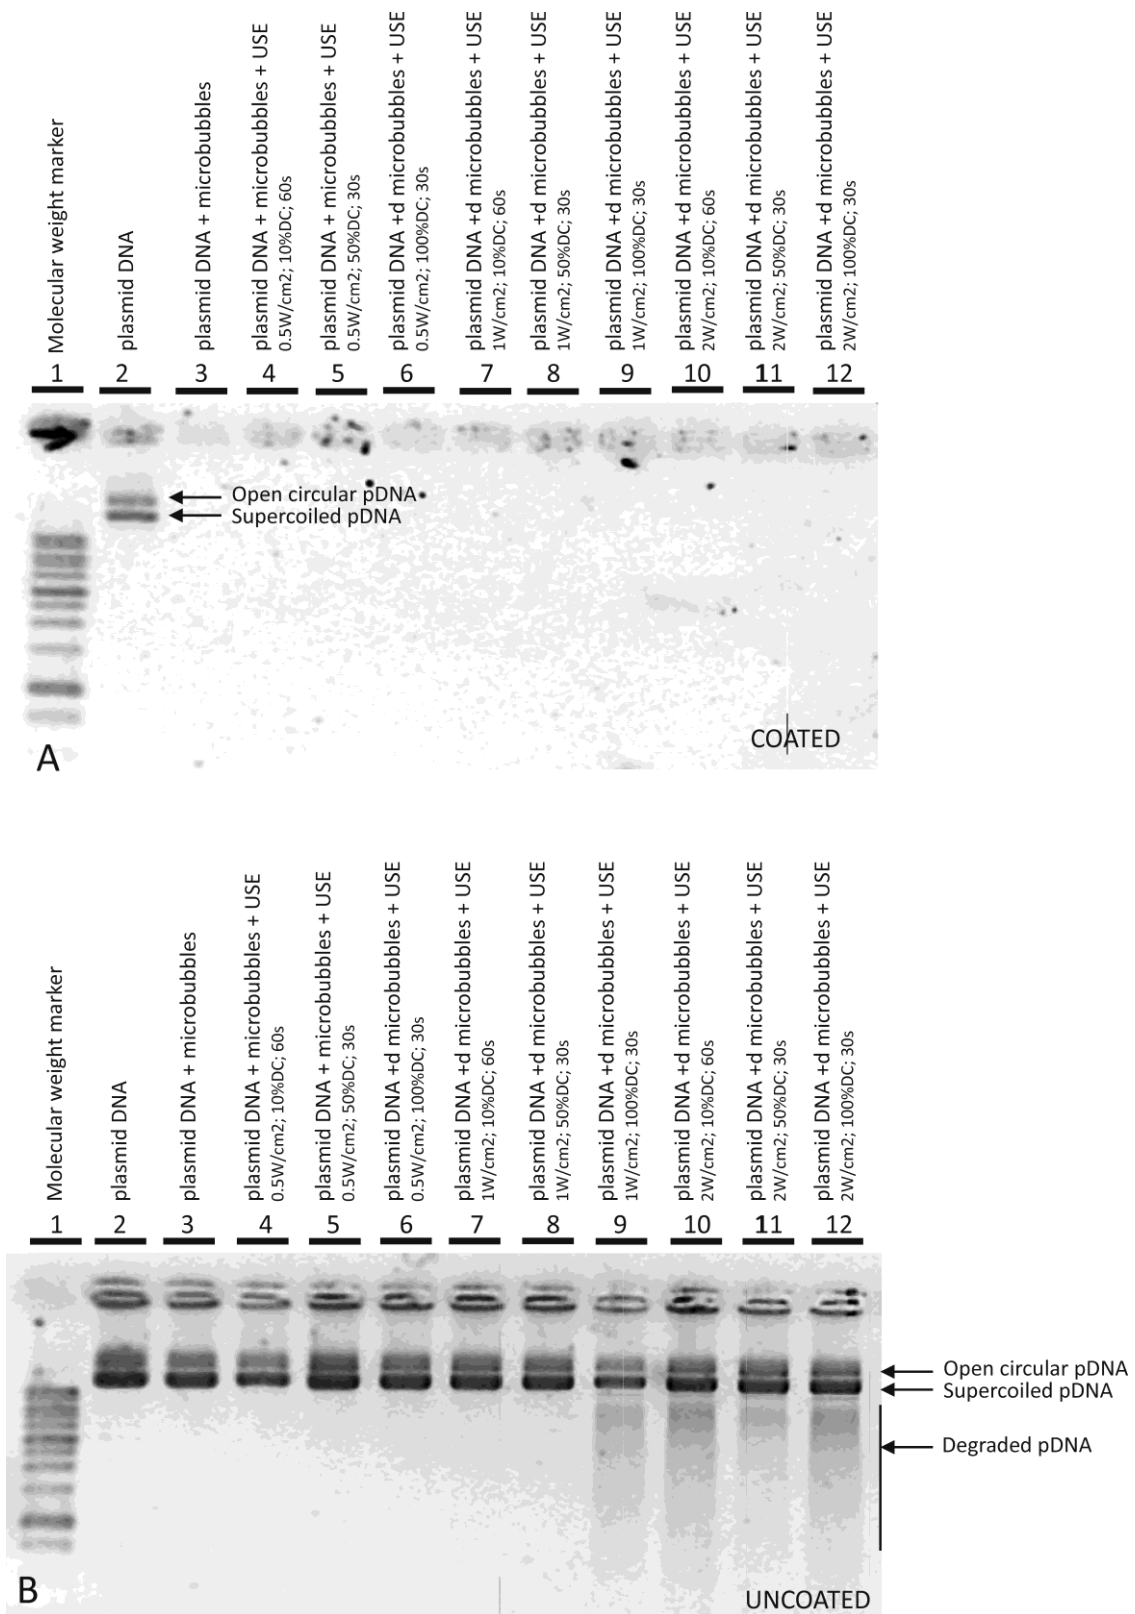 Molecular weight marker
plasmid DNA
plasmid DNA + microbubbles
plasmid DNA + microbubbles + USE
0.5W/cm2; 10%DC; 60s
plasmid DNA + microbubbles + USE
0.5W/cm2; 50%DC; 30s
plasmid DNA +d microbubbles + USE
0.5W/cm2; 100%DC; 30s
plasmid DNA +d microbubbles + USE
1W/cm2; 10%DC; 60s
plasmid DNA +d microbubbles + USE
1W/cm2; 50%DC; 30s
plasmid DNA +d microbubbles + USE
1W/cm2; 100%DC; 30s
plasmid DNA +d microbubbles + USE
2W/cm2; 10%DC; 60s
plasmid DNA +d microbubbles + USE
2W/cm2; 50%DC; 30s
plasmid DNA +d microbubbles + USE
2W/cm2; 100%DC; 30s
1 2 3 4 5 6 7 8 9 10 11 12
Open circular pDNA
Supercoiled pDNA
COATED
A
Molecular weight marker
plasmid DNA
plasmid DNA + microbubbles
plasmid DNA + microbubbles + USE
0.5W/cm2; 10%DC; 60s
plasmid DNA + microbubbles + USE
0.5W/cm2; 50%DC; 30s
plasmid DNA +d microbubbles + USE
0.5W/cm2; 100%DC; 30s
plasmid DNA +d microbubbles + USE
1W/cm2; 10%DC; 60s
plasmid DNA +d microbubbles + USE
1W/cm2; 50%DC; 30s
plasmid DNA +d microbubbles + USE
1W/cm2; 100%DC; 30s
plasmid DNA +d microbubbles + USE
2W/cm2; 10%DC; 60s
plasmid DNA +d microbubbles + USE
2W/cm2; 50%DC; 30s
plasmid DNA +d microbubbles + USE
2W/cm2; 100%DC; 30s
1 2 3 4 5 6 7 8 9 10 11 12
Open circular pDNA
Supercoiled pDNA
Degraded pDNA
B
UNCOATED